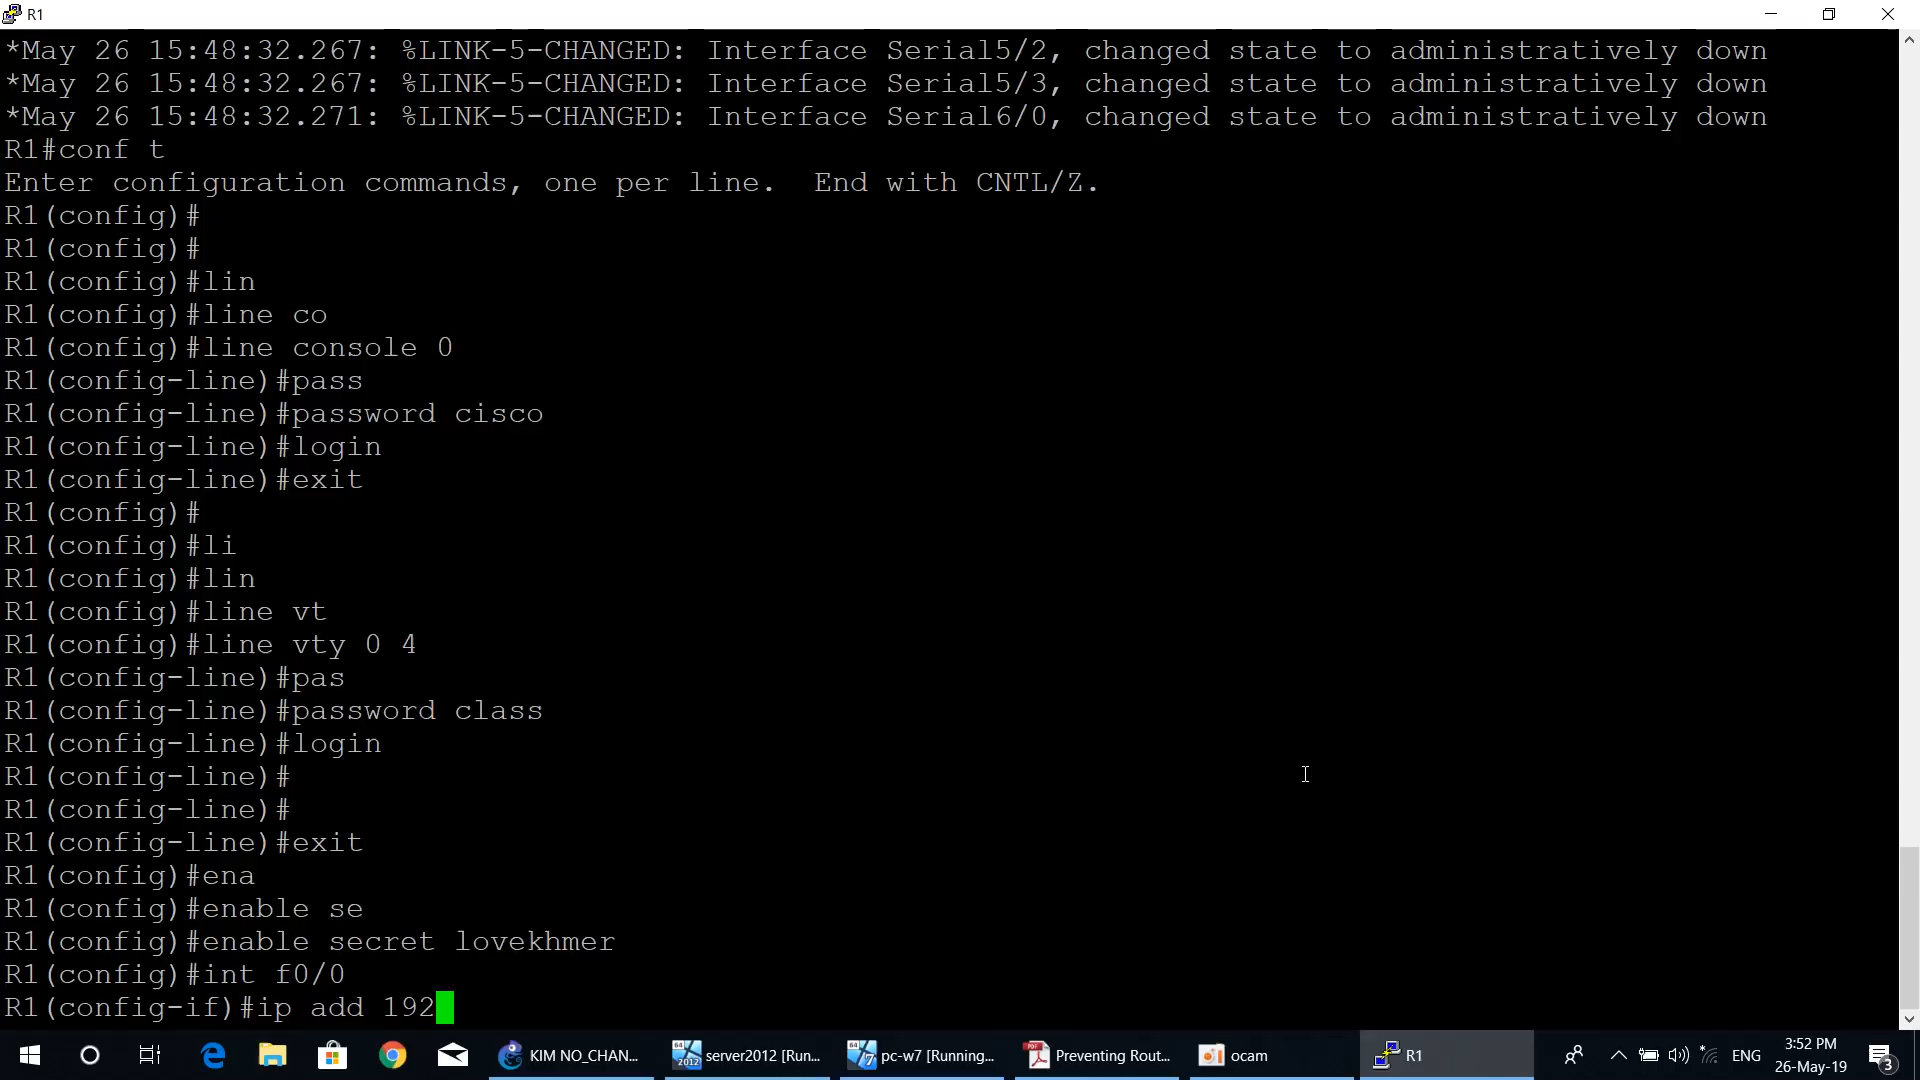 R1
*May 26 15:48:32.267: %LINK-5-CHANGED: Interface Serial5/2, changed state to administratively down
*May 26 15:48:32.267: %LINK-5-CHANGED: Interface Serial5/3, changed state to administratively down
*May 26 15:48:32.271: %LINK-5-CHANGED: Interface Serial6/0, changed state to administratively down
R1#conf t
Enter configuration commands, one per line.  End with CNTL/Z.
R1(config)#
R1(config)#
R1(config)#lin
R1(config)#line co
R1(config)#line console 0
R1(config-line)#pass
R1(config-line)#password cisco
R1(config-line)#login
R1(config-line)#exit
R1(config)#
R1(config)#li
R1(config)#lin
R1(config)#line vt
R1(config)#line vty 0 4
R1(config-line)#pas
R1(config-line)#password class
R1(config-line)#login
R1(config-line)#
R1(config-line)#
R1(config-line)#exit
R1(config)#ena
R1(config)#enable se
R1(config)#enable secret lovekhmer
R1(config)#int f0/0
R1(config-if)#ip add 192
KIM NO_CHAN... server2012 [Run... pc-w7 [Running... Preventing Rout... ocam R1 ENG 3:52 PM
26-May-19 3